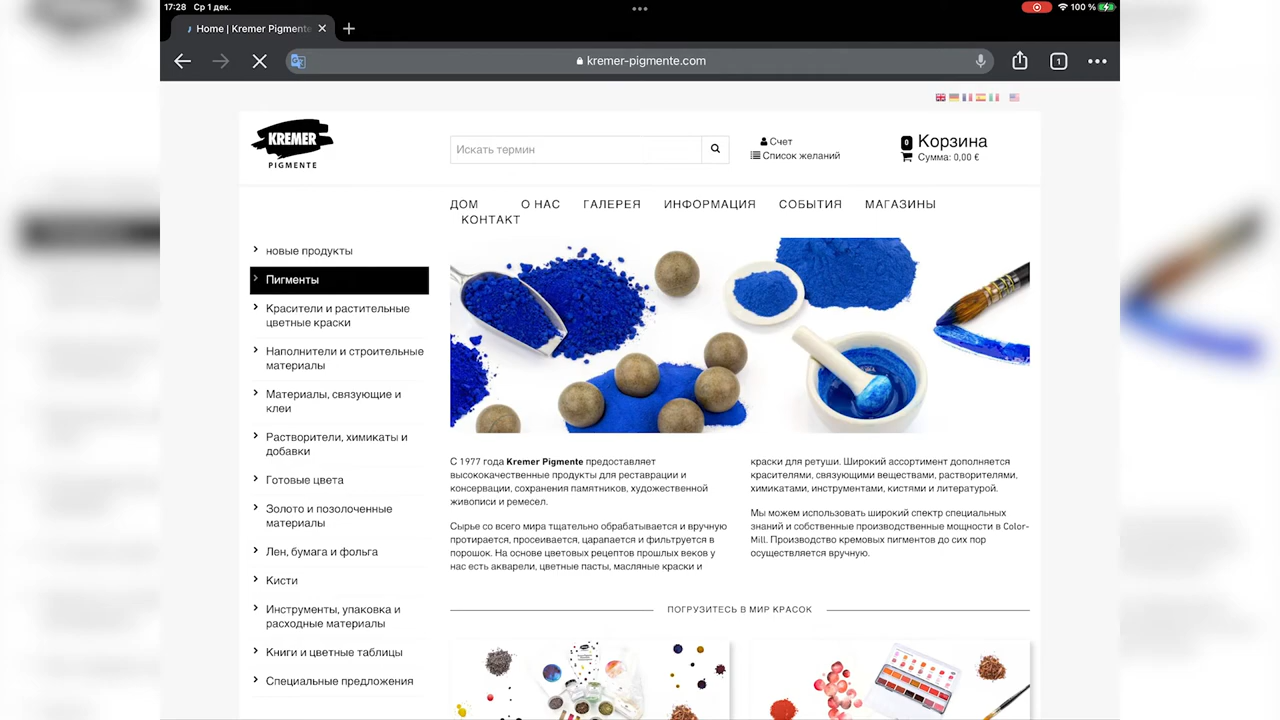 17:28 Ср 1 дек.
100 %
Home | Kremer Pigmente
kremer-pigmente.com
1
KREMER
PIGMENTE
Искать термин
Счет
Список желаний
0 Корзина
Сумма: 0,00 €
ДОМ О НАС ГАЛЕРЕЯ ИНФОРМАЦИЯ СОБЫТИЯ МАГАЗИНЫ
КОНТАКТ
новые продукты
Пигменты
Красители и растительные
цветные краски
Наполнители и строительные
материалы
Материалы, связующие и
клеи
Растворители, химикаты и
добавки
Готовые цвета
Золото и позолоченные
материалы
Лен, бумага и фольга
Кисти
Инструменты, упаковка и
расходные материалы
Книги и цветные таблицы
Специальные предложения
С 1977 года Kremer Pigmente предоставляет
высококачественные продукты для реставрации и
консервации, сохранения памятников, художественной
живописи и ремесел.
Сырье со всего мира тщательно обрабатывается и вручную
протирается, просеивается, царапается и фильтруется в
порошок. На основе цветовых рецептов прошлых веков у
нас есть акварели, цветные пасты, масляные краски и
краски для ретуши. Широкий ассортимент дополняется
красителями, связующими веществами, растворителями,
химикатами, инструментами, кистями и литературой.
Мы можем использовать широкий спектр специальных
знаний и собственные производственные мощности в Color-
Mill. Производство кремовых пигментов до сих пор
осуществляется вручную.
ПОГРУЗИТЕСЬ В МИР КРАСОК